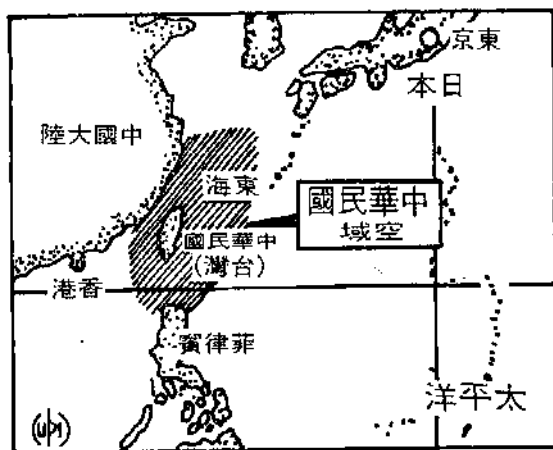 東京
日本
中國大陸
東海
中華民國
空域
中華民國
(台灣)
香港
菲律賓
太平洋